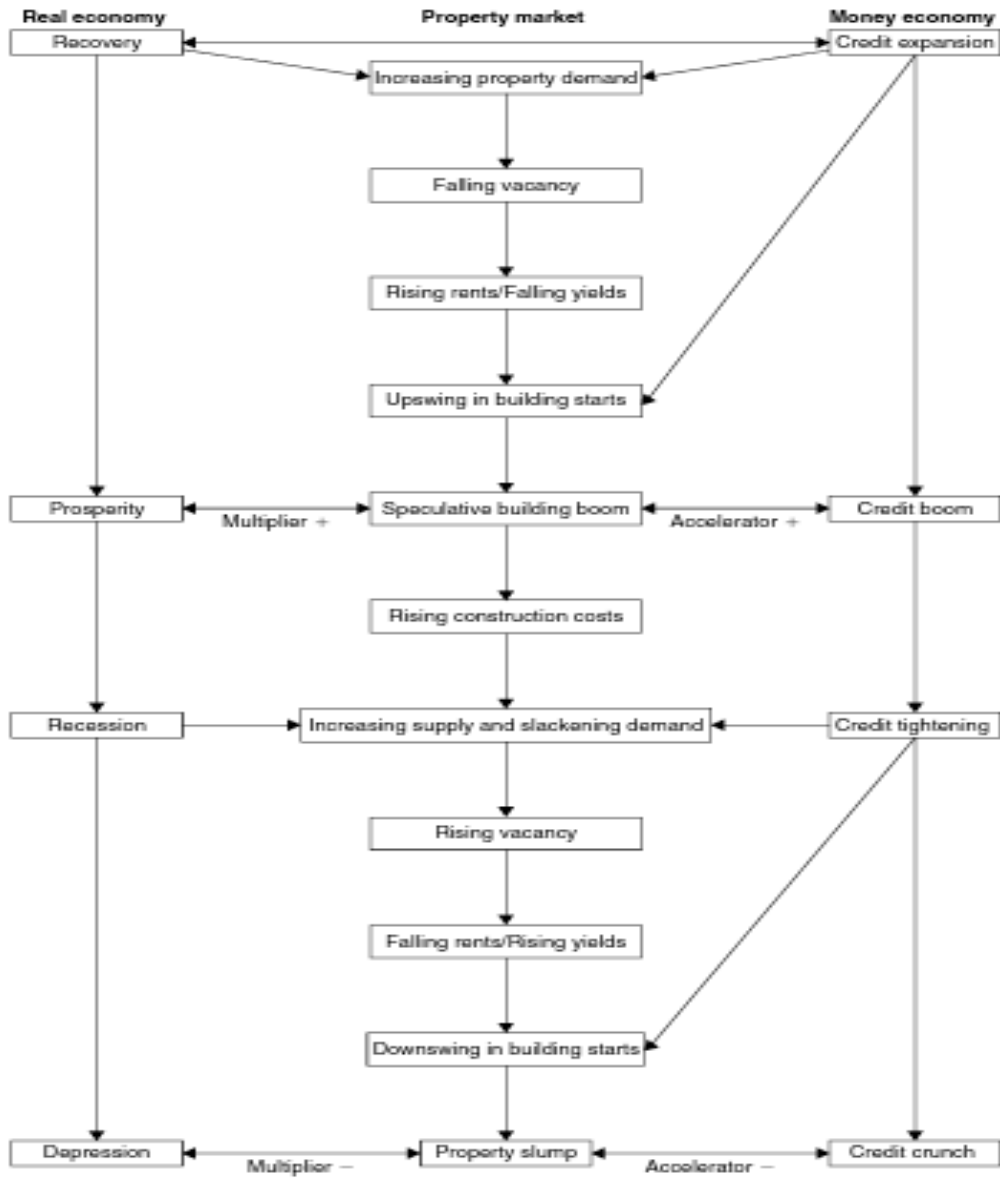 Real economy Property market Money economy
Recovery Credit expansion
Increasing property demand
Falling vacancy
Rising rents/Falling yields
Upswing in building starts
Prosperity Speculative building boom Credit boom
Multiplier + Accelerator +
Rising construction costs
Recession Increasing supply and slackening demand Credit tightening
Rising vacancy
Falling rents/Rising yields
Downswing in building starts
Depression Property slump Credit crunch
Multiplier − Accelerator −